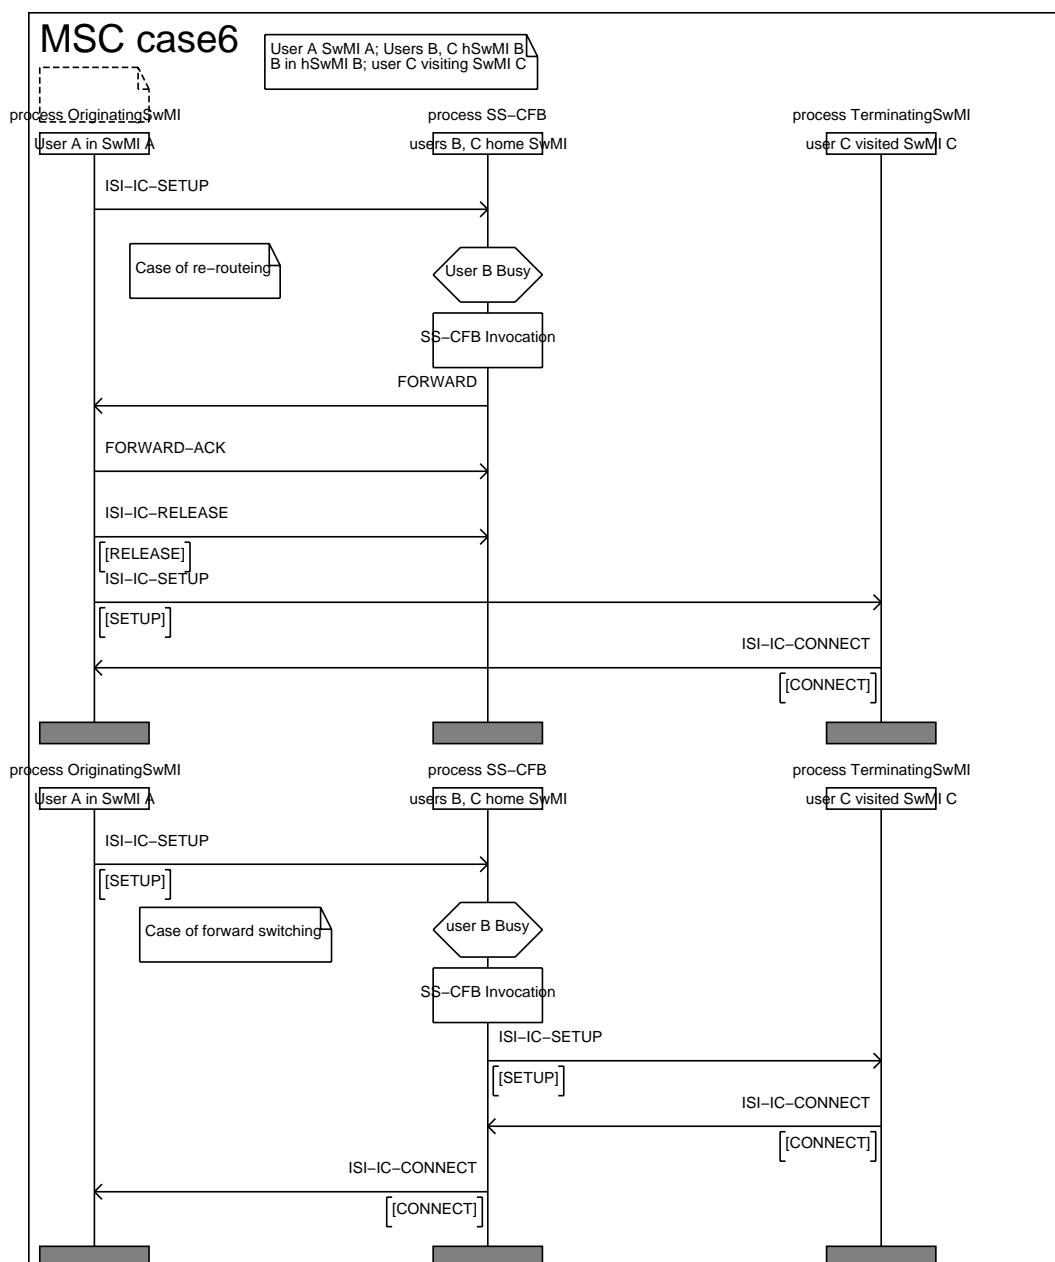 MSC case6
User A SwMI A; Users B, C hSwMI B
B in hSwMI B; user C visiting SwMI C
process OriginatingSwMI
process SS−CFB
process TerminatingSwMI
User A in SwMI A
users B, C home SwMI
user C visited SwMI C
ISI−IC−SETUP
Case of re−routeing
User B Busy
SS−CFB Invocation
FORWARD
FORWARD−ACK
ISI−IC−RELEASE
[RELEASE]
ISI−IC−SETUP
[SETUP]
ISI−IC−CONNECT
[CONNECT]
process OriginatingSwMI
process SS−CFB
process TerminatingSwMI
User A in SwMI A
users B, C home SwMI
user C visited SwMI C
ISI−IC−SETUP
[SETUP]
Case of forward switching
user B Busy
SS−CFB Invocation
ISI−IC−SETUP
[SETUP]
ISI−IC−CONNECT
[CONNECT]
ISI−IC−CONNECT
[CONNECT]